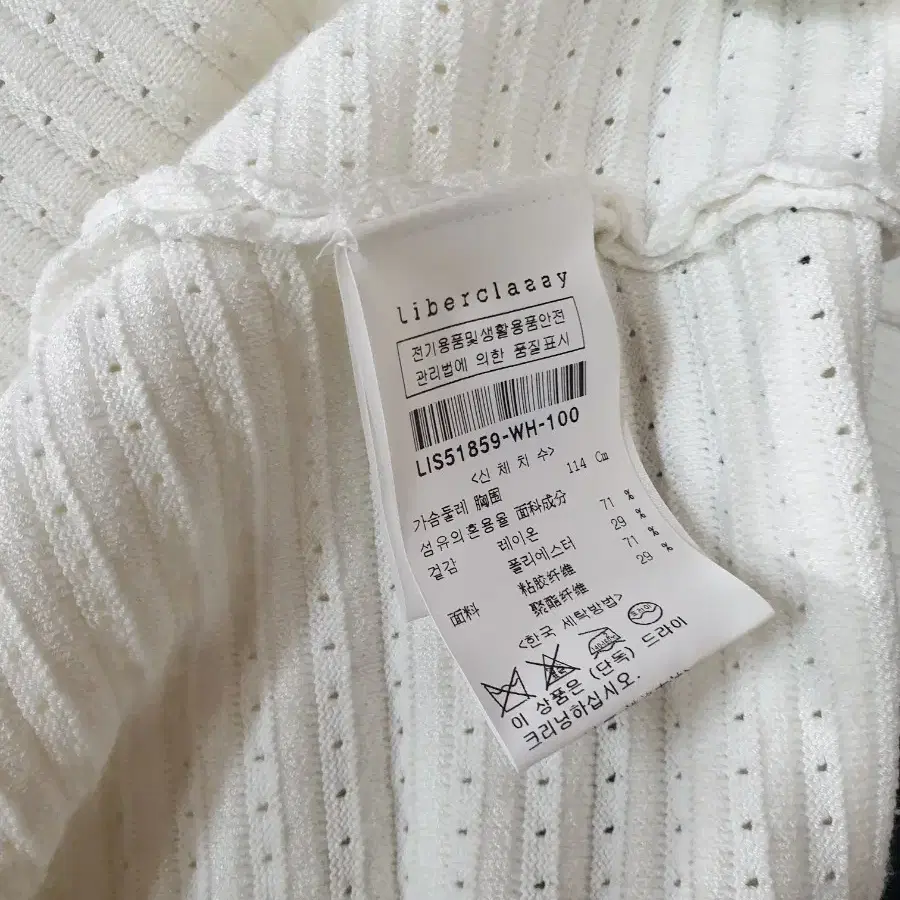 liberclaaay
전기용품및생활용품안전
관리법에 의한 품질표시
LIS51859-WH-100
<신 체 치 수>
가슴둘레 胸围 114 Cm
섬유의혼용율 面料成分
겉감 레이온 71 %
폴리에스터 29 %
面料 粘胶纤维 71 %
聚酯纤维 29 %
<한국 세탁방법>
이 상품은 (단독) 드라이
크리닝하십시오.